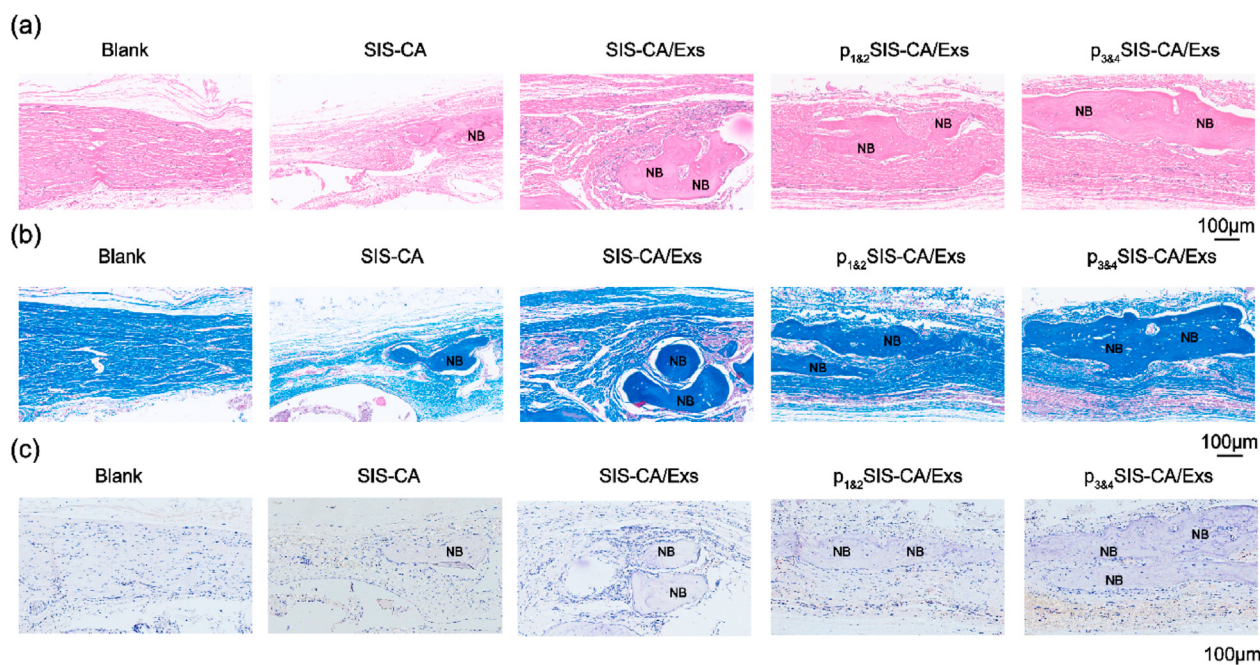 (a)
Blank SIS-CA SIS-CA/Exs p1&2SIS-CA/Exs p3&4SIS-CA/Exs
NB NB NB NB NB NB NB
100μm
(b)
Blank SIS-CA SIS-CA/Exs p1&2SIS-CA/Exs p3&4SIS-CA/Exs
NB NB NB NB NB NB NB
100μm
(c)
Blank SIS-CA SIS-CA/Exs p1&2SIS-CA/Exs p3&4SIS-CA/Exs
NB NB NB NB NB NB NB NB
100μm